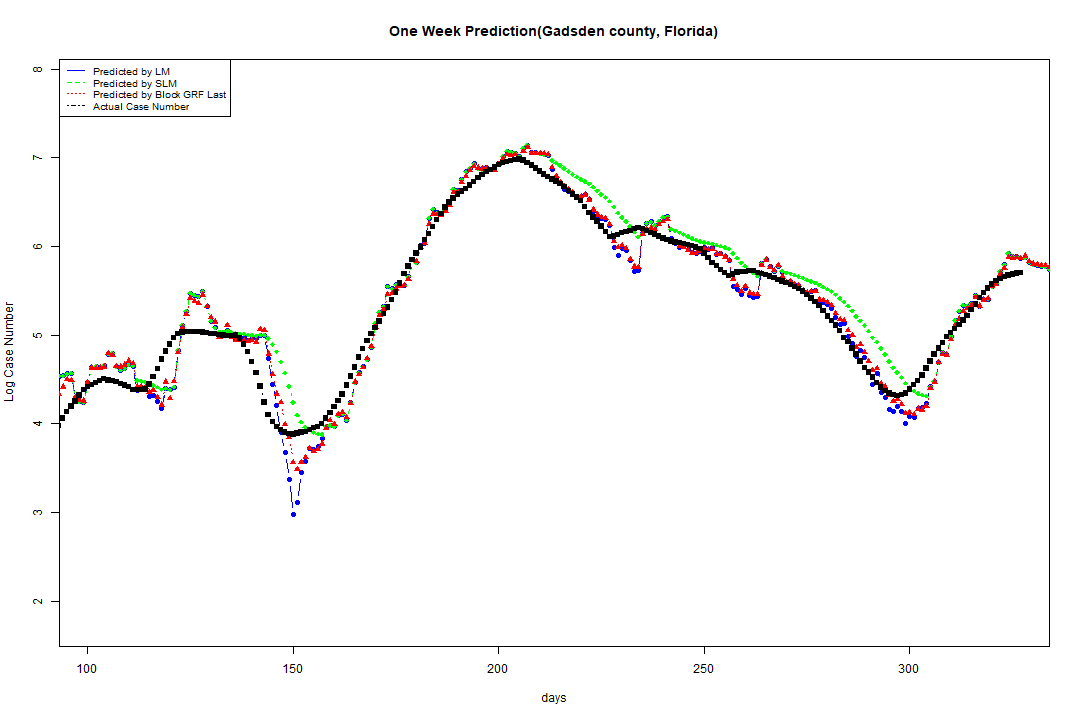 One Week Prediction(Gadsden county, Florida)
Predicted by LM
Predicted by SLM
Predicted by Block GRF Last
Actual Case Number
8
7
6
5
4
3
2
Log Case Number
100 150 200 250 300
days